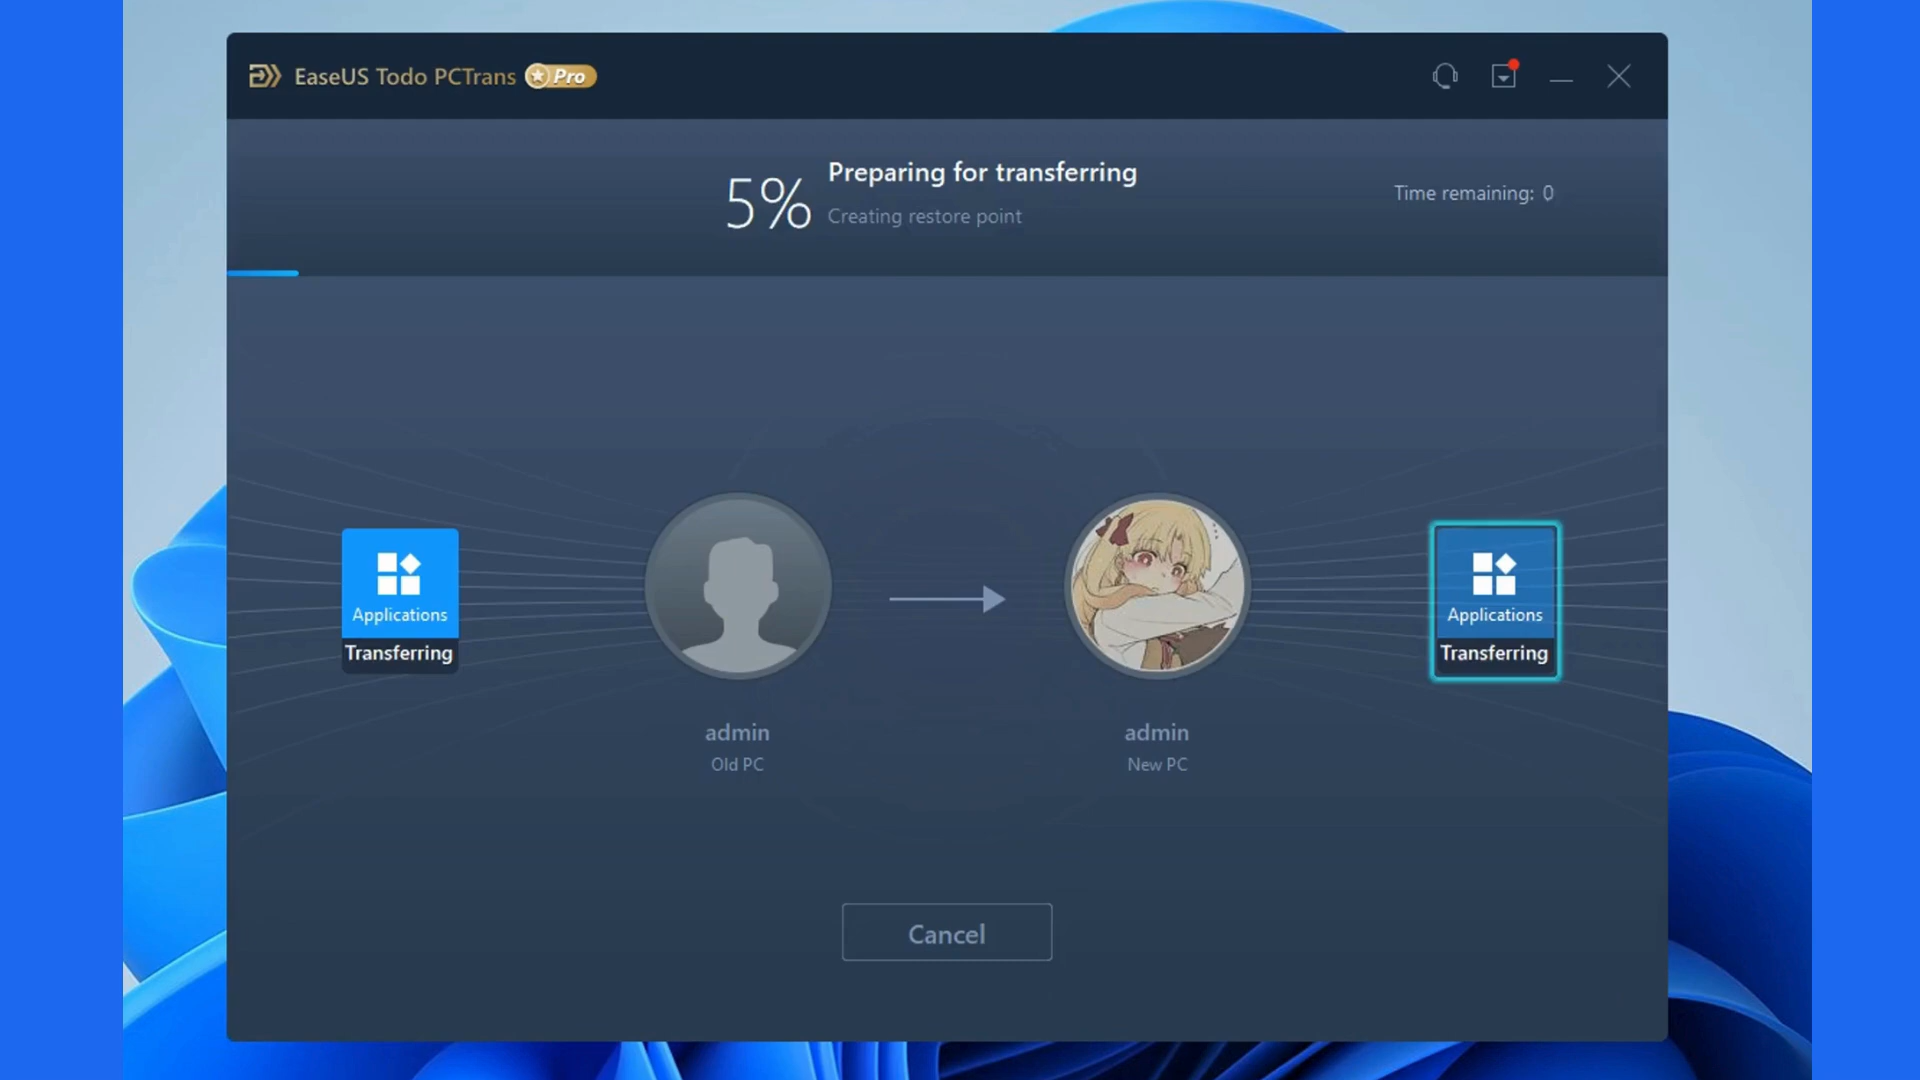 EaseUS Todo PCTrans Pro
5%
Preparing for transferring
Creating restore point
Time remaining: 0
Applications
Transferring
admin
Old PC
admin
New PC
Applications
Transferring
Cancel